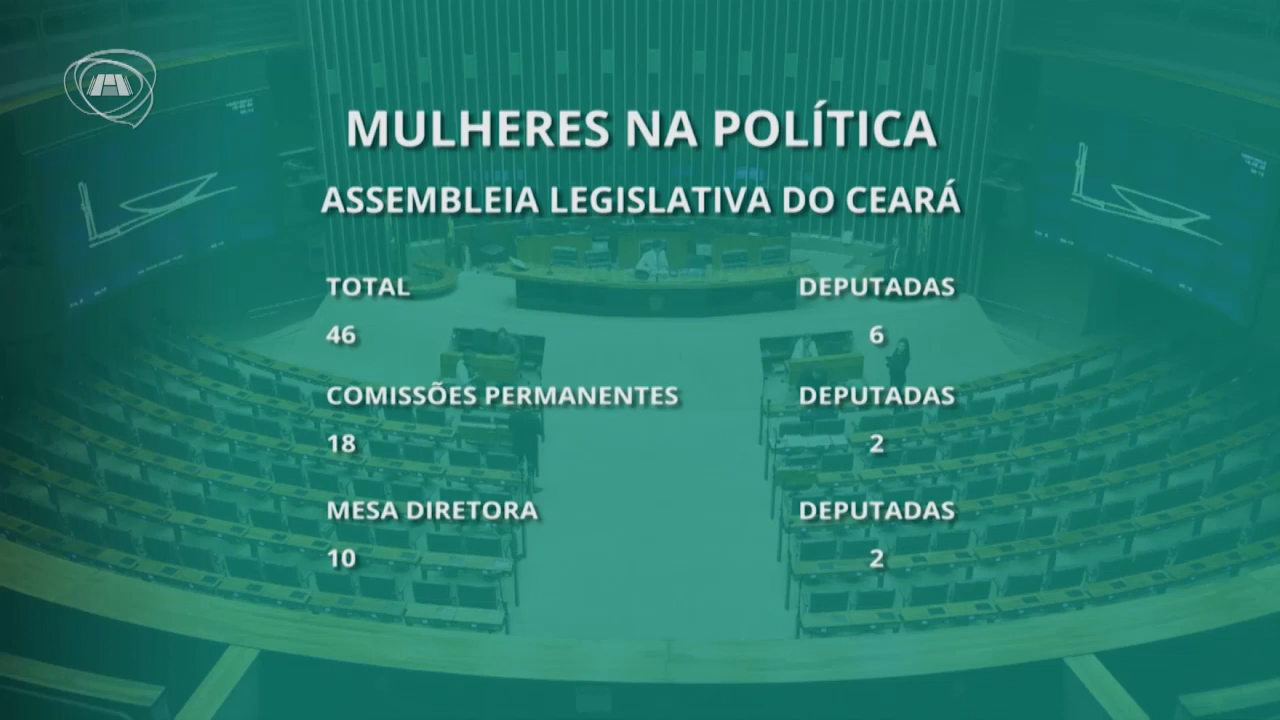 MULHERES NA POLÍTICA
ASSEMBLEIA LEGISLATIVA DO CEARÁ
TOTAL DEPUTADAS
46 6
COMISSÕES PERMANENTES DEPUTADAS
18 2
MESA DIRETORA DEPUTADAS
10 2